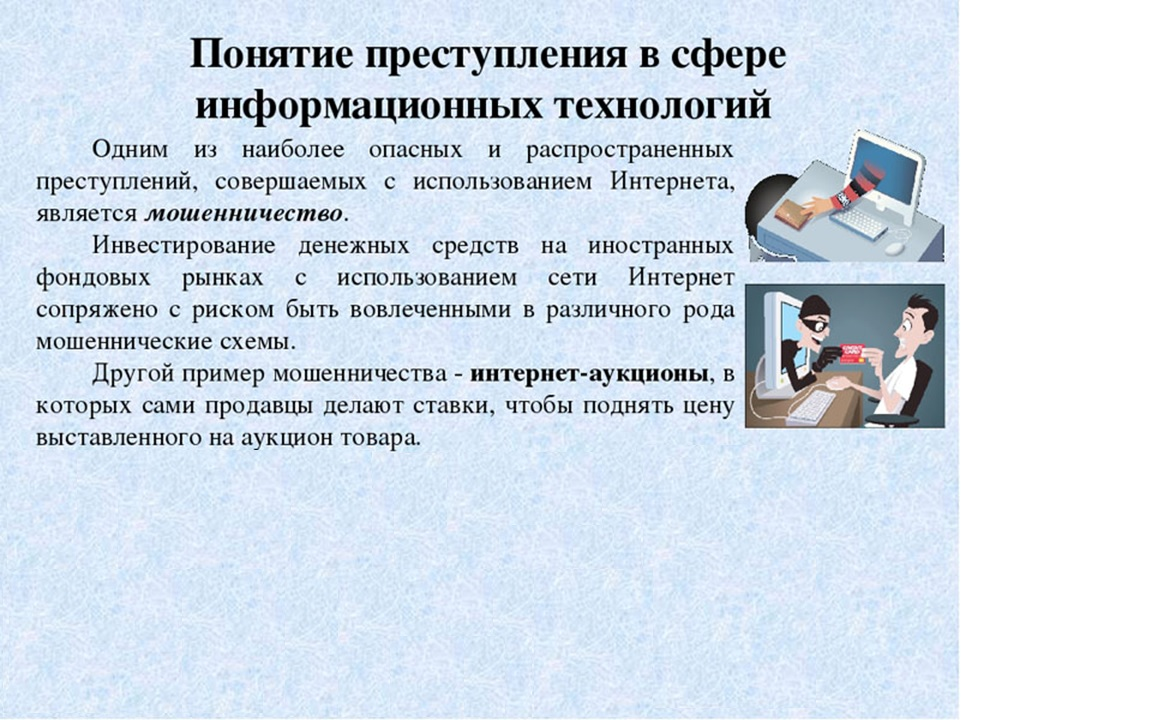 Понятие преступления в сфере
информационных технологий
Одним из наиболее опасных и распространенных
преступлений, совершаемых с использованием Интернета,
является мошенничество.
Инвестирование денежных средств на иностранных
фондовых рынках с использованием сети Интернет
сопряжено с риском быть вовлеченными в различного рода
мошеннические схемы.
Другой пример мошенничества - интернет-аукционы, в
которых сами продавцы делают ставки, чтобы поднять цену
выставленного на аукцион товара.